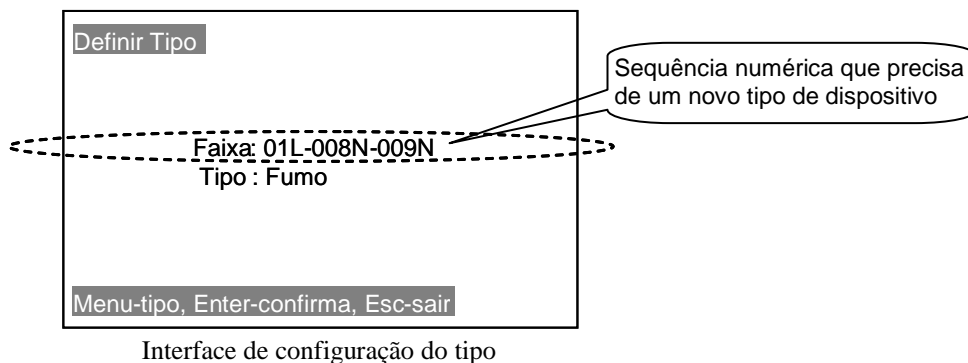 Definir Tipo
Sequência numérica que precisa
de um novo tipo de dispositivo
Faixa: 01L-008N-009N
Tipo : Fumo
Menu-tipo, Enter-confirma, Esc-sair
Interface de configuração do tipo